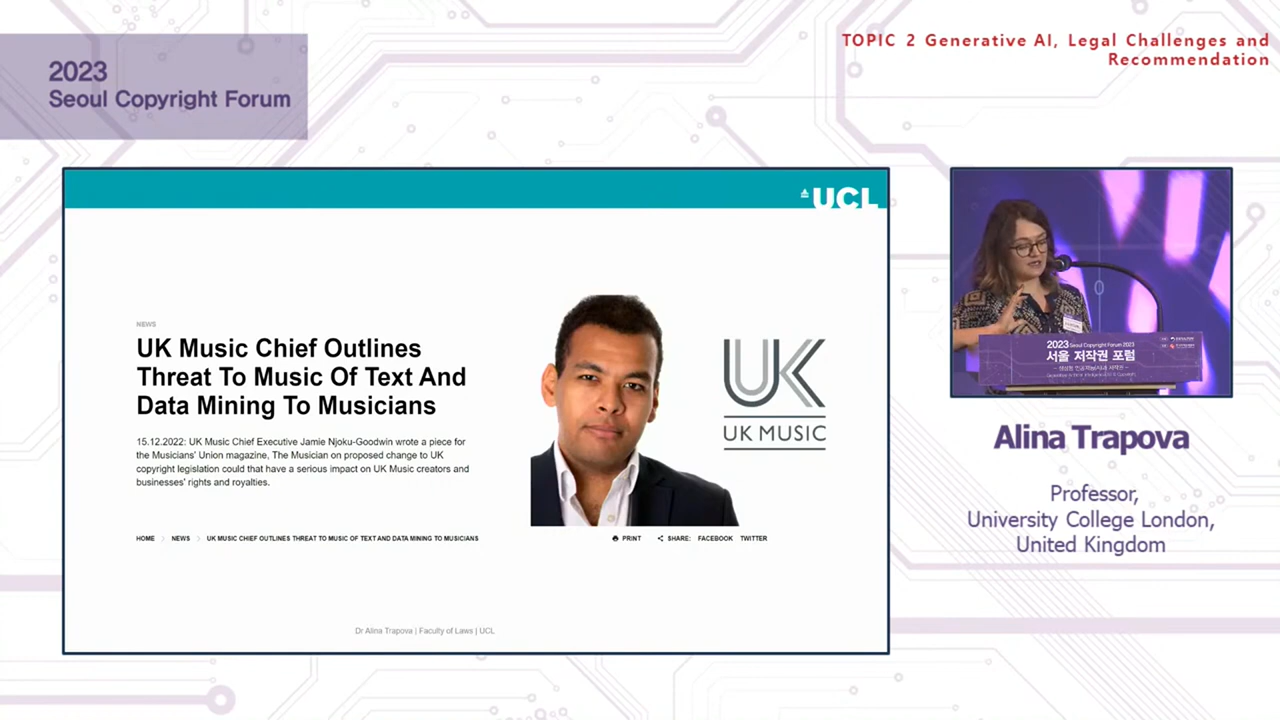 TOPIC 2 Generative AI, Legal Challenges and
Recommendation
2023
Seoul Copyright Forum
UCL
NEWS
UK Music Chief Outlines
Threat To Music Of Text And
Data Mining To Musicians
15.12.2022: UK Music Chief Executive Jamie Njoku-Goodwin wrote a piece for
the Musicians' Union magazine, The Musician on proposed change to UK
copyright legislation could that have a serious impact on UK Music creators and
businesses' rights and royalties.
UK
UK MUSIC
HOME
NEWS
UK MUSIC CHIEF OUTLINES THREAT TO MUSIC OF TEXT AND DATA MINING TO MUSICIANS
PRINT
SHARE:
FACEBOOK
TWITTER
Dr Alina Trapova | Faculty of Laws | UCL
2023 Seoul Copyright Forum 2023
서울 저작권 포럼
Alina Trapova
Professor,
University College London,
United Kingdom